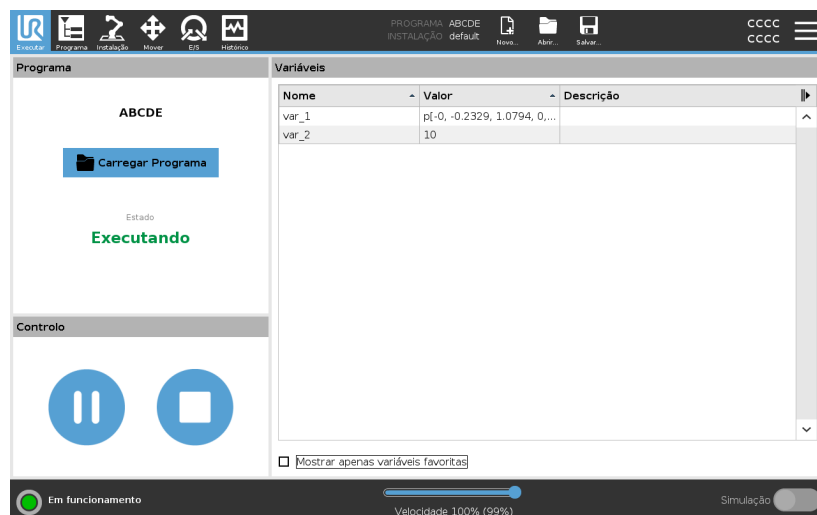 UR
Executar Programa Instalação Mover E/S Histórico
PROGRAMA ABCDE
INSTALAÇÃO default
Novo... Abrir... Salvar...
CCCC
CCCC
Programa
ABCDE
Carregar Programa
Estado
Executando
Controlo
Variáveis
Nome Valor Descrição
var_1 p[-0, -0.2329, 1.0794, 0,...
var_2 10
Mostrar apenas variáveis favoritas
Em funcionamento
Velocidade 100% (99%)
Simulação